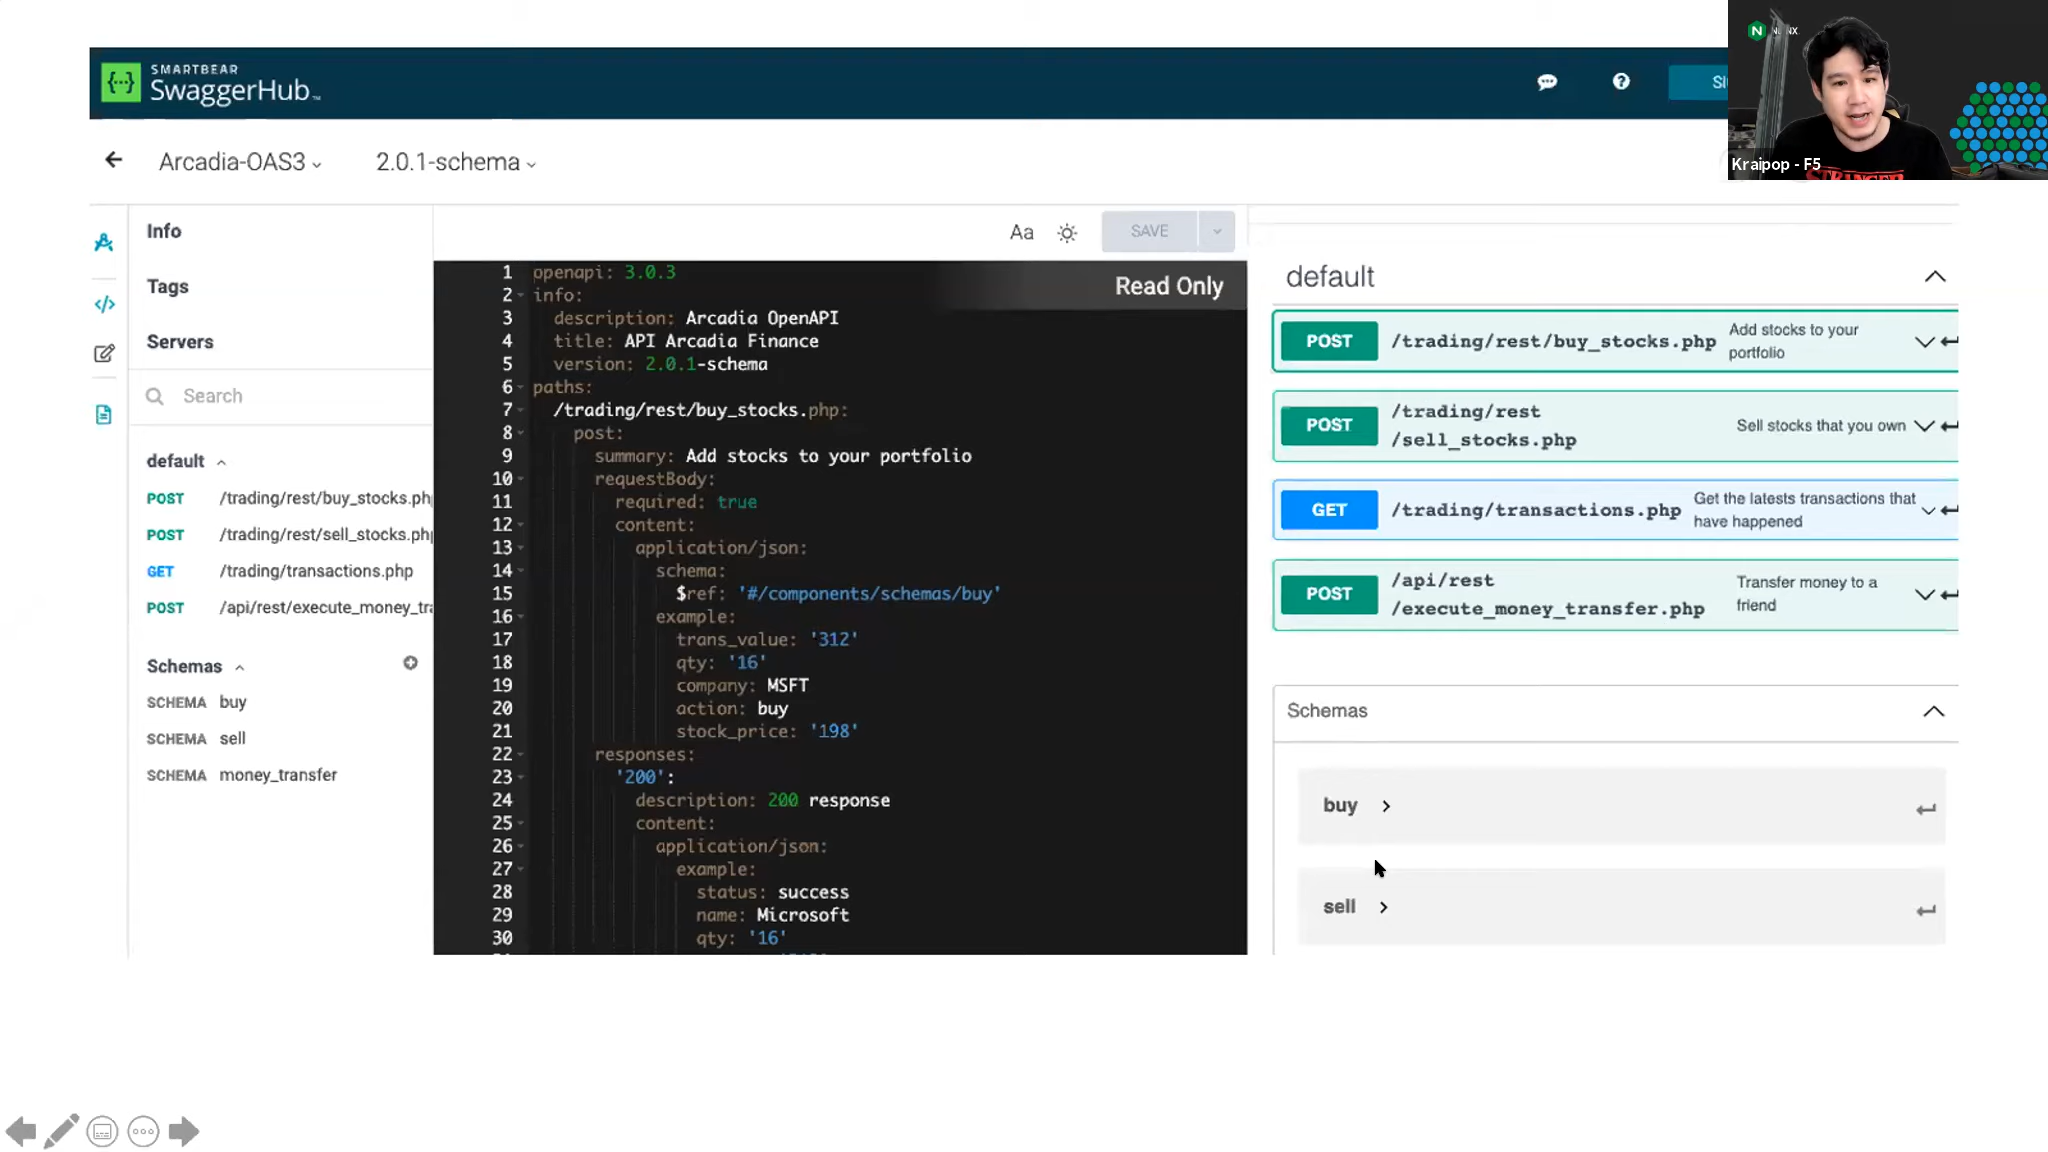 SMARTBEAR
SwaggerHub
NGINX
Kraipop - F5
STRANGER
Arcadia-OAS3
2.0.1-schema
Info
Tags
Servers
Search
default
POST /trading/rest/buy_stocks.ph
POST /trading/rest/sell_stocks.ph
GET /trading/transactions.php
POST /api/rest/execute_money_tra
Schemas
SCHEMA buy
SCHEMA sell
SCHEMA money_transfer
Aa
SAVE
Read Only
1 openapi: 3.0.3
2 info:
3 description: Arcadia OpenAPI
4 title: API Arcadia Finance
5 version: 2.0.1-schema
6 paths:
7 /trading/rest/buy_stocks.php:
8 post:
9 summary: Add stocks to your portfolio
10 requestBody:
11 required: true
12 content:
13 application/json:
14 schema:
15 $ref: '#/components/schemas/buy'
16 example:
17 trans_value: '312'
18 qty: '16'
19 company: MSFT
20 action: buy
21 stock_price: '198'
22 responses:
23 '200':
24 description: 200 response
25 content:
26 application/json:
27 example:
28 status: success
29 name: Microsoft
30 qty: '16'
default
POST /trading/rest/buy_stocks.php Add stocks to your
portfolio
POST /trading/rest
/sell_stocks.php Sell stocks that you own
GET /trading/transactions.php Get the latests transactions that
have happened
POST /api/rest
/execute_money_transfer.php Transfer money to a
friend
Schemas
buy
sell